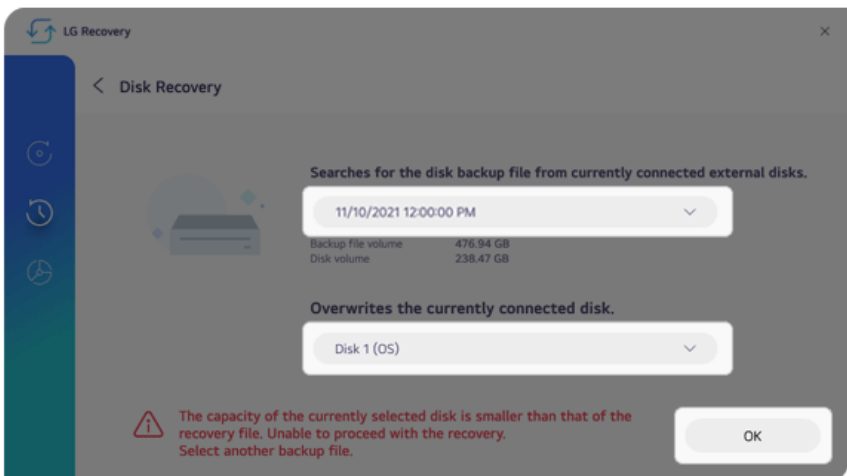 LG Recovery
Disk Recovery
Searches for the disk backup file from currently connected external disks.
11/10/2021 12:00:00 PM
Backup file volume 476.94 GB
Disk volume 238.47 GB
Overwrites the currently connected disk.
Disk 1 (OS)
The capacity of the currently selected disk is smaller than that of the
recovery file. Unable to proceed with the recovery.
Select another backup file.
OK